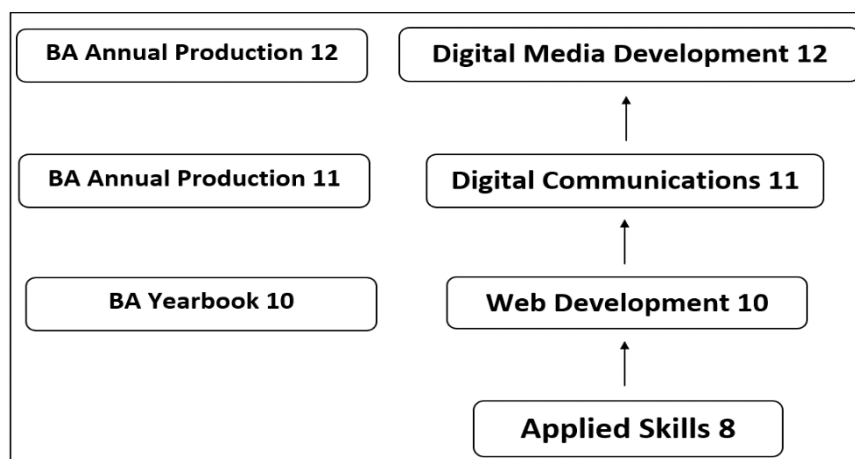 BA Annual Production 12
Digital Media Development 12
BA Annual Production 11
Digital Communications 11
BA Yearbook 10
Web Development 10
Applied Skills 8